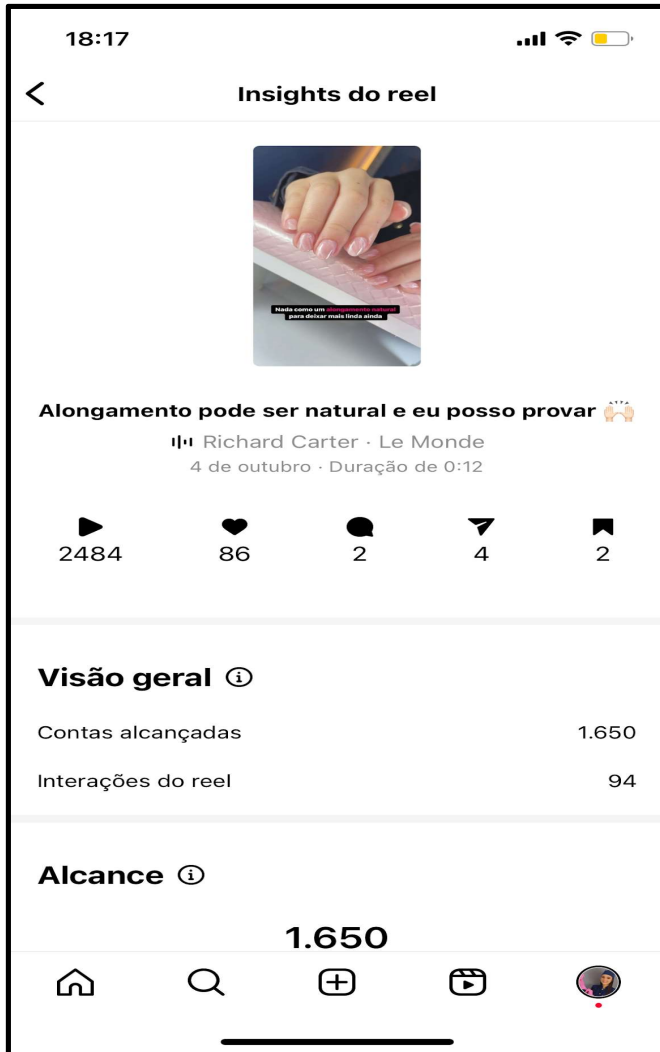 18:17
Insights do reel
Nada como um alongamento natural
para deixar mais linda ainda
Alongamento pode ser natural e eu posso provar 🙌🏻
Richard Carter · Le Monde
4 de outubro · Duração de 0:12
2484 86 2 4 2
Visão geral
Contas alcançadas 1.650
Interações do reel 94
Alcance
1.650